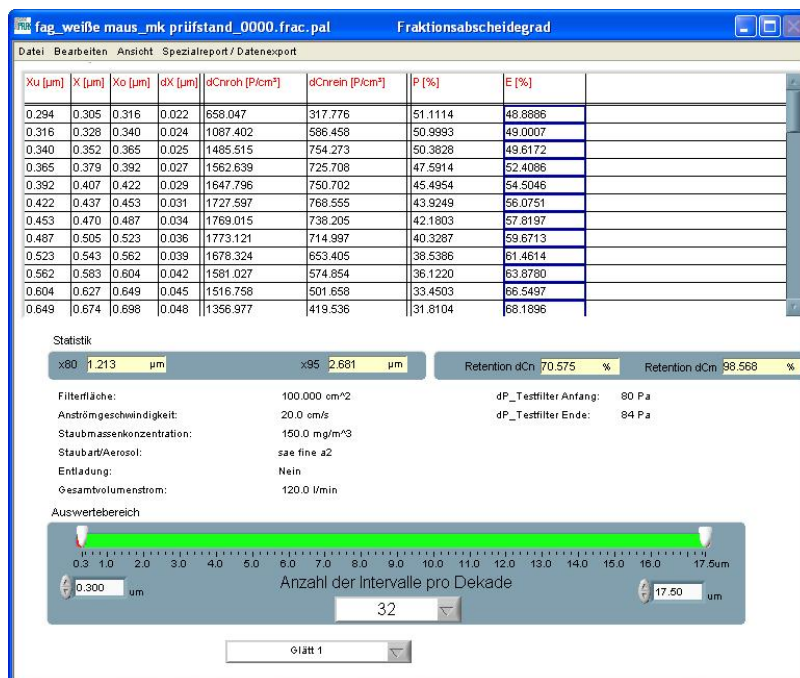 fag_weiße maus_mk prüfstand_0000.frac.pal Fraktionsabscheidegrad
Datei Bearbeiten Ansicht Spezialreport / Datenexport
Xu [µm] X [µm] Xo [µm] dX [µm] dCnroh [P/cm³] dCnrein [P/cm³] P [%] E [%]
0.294 0.305 0.316 0.022 658.047 317.776 51.1114 48.8886
0.316 0.328 0.340 0.024 1087.402 586.458 50.9993 49.0007
0.340 0.352 0.365 0.025 1485.515 754.273 50.3828 49.6172
0.365 0.379 0.392 0.027 1562.639 725.708 47.5914 52.4086
0.392 0.407 0.422 0.029 1647.796 750.702 45.4954 54.5046
0.422 0.437 0.453 0.031 1727.597 768.555 43.9249 56.0751
0.453 0.470 0.487 0.034 1769.015 738.205 42.1803 57.8197
0.487 0.505 0.523 0.036 1773.121 714.997 40.3287 59.6713
0.523 0.543 0.562 0.039 1678.324 653.405 38.5386 61.4614
0.562 0.583 0.604 0.042 1581.027 574.854 36.1220 63.8780
0.604 0.627 0.649 0.045 1516.758 501.658 33.4503 66.5497
0.649 0.674 0.698 0.048 1356.977 419.536 31.8104 68.1896
Statistik
x80 1.213 µm x95 2.681 µm Retention dCn 70.575 % Retention dCm 98.568 %
Filterfläche: 100.000 cm^2 dP_Testfilter Anfang: 80 Pa
Anströmgeschwindigkeit: 20.0 cm/s dP_Testfilter Ende: 84 Pa
Staubmassenkonzentration: 150.0 mg/m^3
Staubart/Aerosol: sae fine a2
Entladung: Nein
Gesamtvolumenstrom: 120.0 l/min
Auswertebereich
0.3 1.0 2.0 3.0 4.0 5.0 6.0 7.0 8.0 9.0 10.0 11.0 12.0 13.0 14.0 15.0 16.0 17.5um
Anzahl der Intervalle pro Dekade
0.300 um 17.50 um
32
Glätt 1